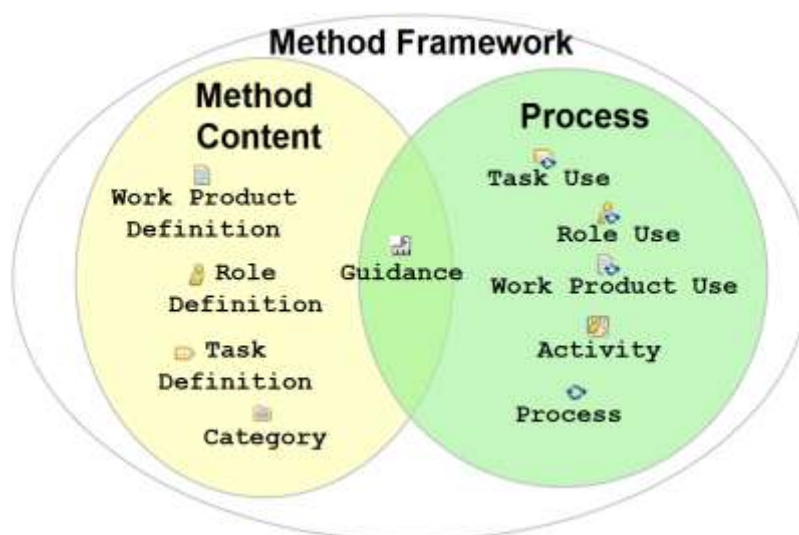 Method Framework
Method
Content
Work Product
Definition
Role
Definition
Task
Definition
Category
Guidance
Process
Task Use
Role Use
Work Product Use
Activity
Process